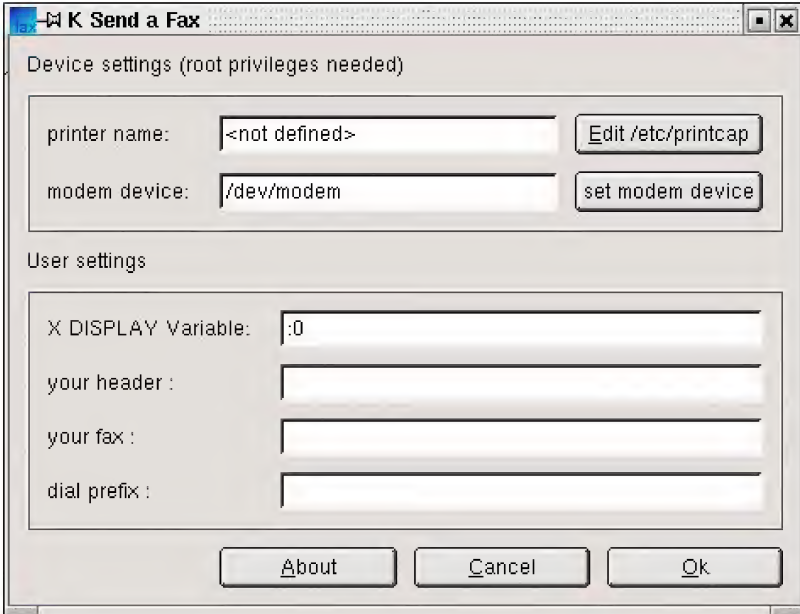 fax K Send a Fax
Device settings (root privileges needed)
printer name: <not defined> Edit /etc/printcap
modem device: /dev/modem set modem device
User settings
X DISPLAY Variable: :0
your header :
your fax :
dial prefix :
About Cancel Ok